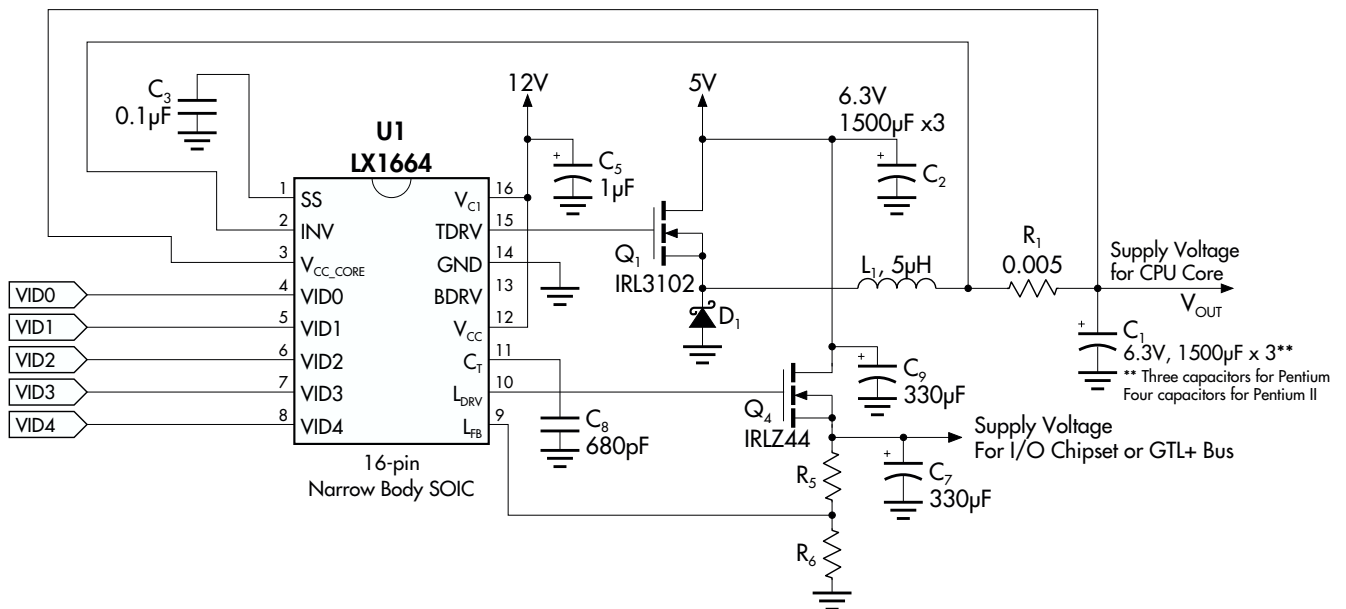 C3
0.1µF
12V
5V
6.3V
1500µF x3
U1
LX1664
C5
1µF
C2
1
SS
2
INV
3
VCC_CORE
4
VID0
5
VID1
6
VID2
7
VID3
8
VID4
VC1
16
TDRV
15
GND
14
BDRV
13
VCC
12
CT
11
LDRV
10
LFB
9
VID0
VID1
VID2
VID3
VID4
16-pin
Narrow Body SOIC
Q1
IRL3102
D1
L1, 5µH
R1
0.005
Supply Voltage
for CPU Core
VOUT
C1
6.3V, 1500µF x 3**
** Three capacitors for Pentium
Four capacitors for Pentium II
C8
680pF
Q4
IRLZ44
C9
330µF
Supply Voltage
For I/O Chipset or GTL+ Bus
R5
C7
330µF
R6